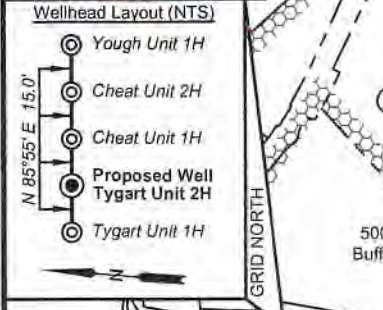 Wellhead Layout (NTS)
Yough Unit 1H
Cheat Unit 2H
Cheat Unit 1H
Proposed Well
Tygart Unit 2H
Tygart Unit 1H
N 85°55' E 15.0'
N
GRID NORTH
500
Buff